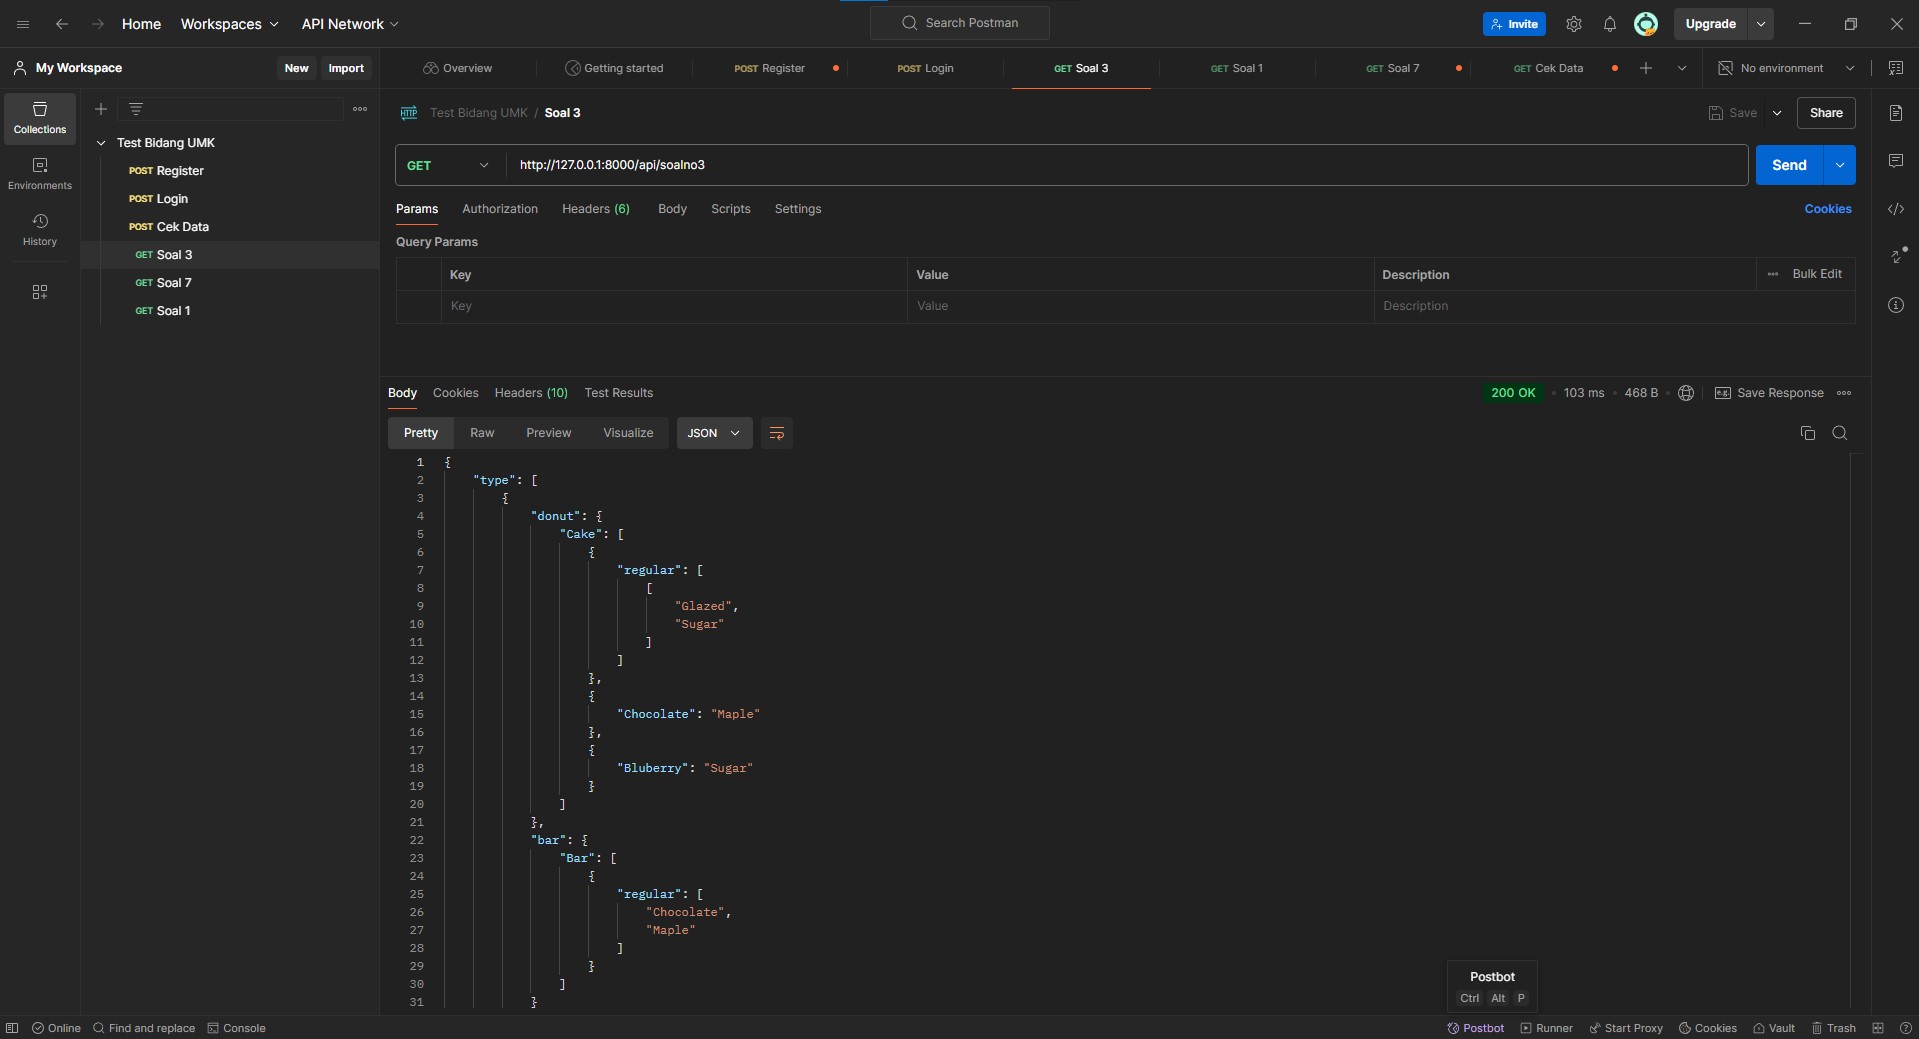 Home Workspaces API Network Search Postman Invite Upgrade
My Workspace New Import Overview Getting started POST Register POST Login GET Soal 3 GET Soal 1 GET Soal 7 GET Cek Data No environment
Collections
Environments
History
Test Bidang UMK
POST Register
POST Login
POST Cek Data
GET Soal 3
GET Soal 7
GET Soal 1
HTTP Test Bidang UMK / Soal 3 Save Share
GET http://127.0.0.1:8000/api/soalno3 Send
Params Authorization Headers (6) Body Scripts Settings Cookies
Query Params
Key Value Description Bulk Edit
Key Value Description
Body Cookies Headers (10) Test Results 200 OK 103 ms 468 B e.g. Save Response
Pretty Raw Preview Visualize JSON
1 {
2 "type": [
3 {
4 "donut": {
5 "Cake": [
6 {
7 "regular": [
8 [
9 "Glazed",
10 "Sugar"
11 ]
12 ]
13 },
14 {
15 "Chocolate": "Maple"
16 },
17 {
18 "Bluberry": "Sugar"
19 }
20 ]
21 },
22 "bar": {
23 "Bar": [
24 {
25 "regular": [
26 "Chocolate",
27 "Maple"
28 ]
29 }
30 ]
31 }
Postbot
Ctrl Alt P
Online Find and replace Console Postbot Runner Start Proxy Cookies Vault Trash